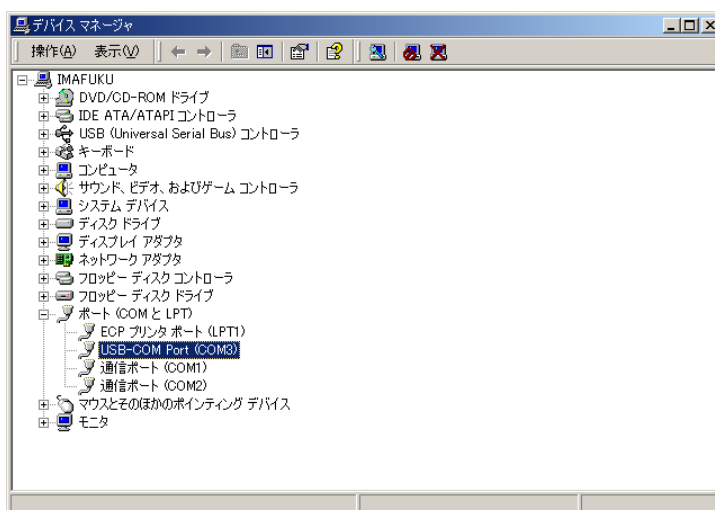 デバイス マネージャ
操作(A) 表示(V)
IMAFUKU
DVD/CD-ROM ドライブ
IDE ATA/ATAPI コントローラ
USB (Universal Serial Bus) コントローラ
キーボード
コンピュータ
サウンド、ビデオ、およびゲーム コントローラ
システム デバイス
ディスク ドライブ
ディスプレイ アダプタ
ネットワーク アダプタ
フロッピー ディスク コントローラ
フロッピー ディスク ドライブ
ポート (COM と LPT)
ECP プリンタ ポート (LPT1)
USB-COM Port (COM3)
通信ポート (COM1)
通信ポート (COM2)
マウスとそのほかのポインティング デバイス
モニタ